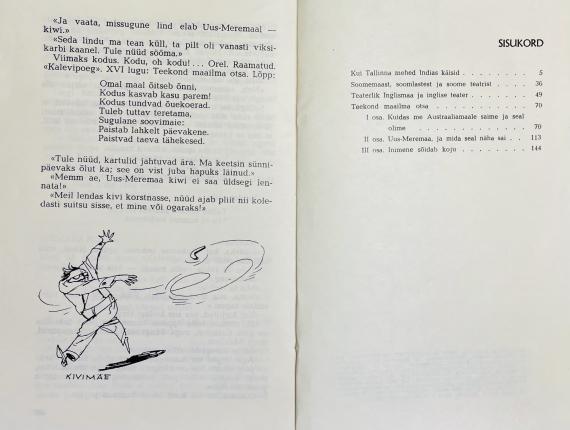 «Ja vaata, missugune lind elab Uus-Meremaal —
kiwi.»
«Seda lindu ma tean küll, ta pilt oli vanasti viksi-
karbi kaanel. Tule nüüd sööma.»
Viimaks kodus. Kodu, oh kodu! ... Orel. Raamatud.
«Kalevipoeg». XVI lugu: Teekond maailma otsa. Lõpp:
Omal maal õitseb õnni,
Kodus kasvab kasu parem!
Kodus tundvad õuekoerad.
Tuleb tuttav teretama,
Sugulane soovimaie:
Paistab lahkelt päevakene.
Paistvad taeva tähekesed.
«Tule nüüd, kartulid jahtuvad ära. Ma keetsin sünni-
päevaks õlut ka; see on vist juba hapuks läinud.»
«Memm ae, Uus-Meremaa kiwi ei saa üldsegi len-
nata!»
«Meil lendas kivi korstnasse, nüüd ajab pliit nii kole-
dasti suitsu sisse, et mine või ogaraks!»
KIVIMÄE
SISUKORD
Kui Tallinna mehed Indias käisid . . . . . . . . 5
Soomemaast, soomlastest ja soome teatrist . . . . 36
Teaterlik Inglismaa ja inglise teater . . . . . . . 49
Teekond maailma otsa . . . . . . . . . . . 70
I osa. Kuidas me Austraaliamaale saime ja seal
olime . . . . . . . . . . . 70
II osa. Uus-Meremaa, ja mida seal näha sai . . 113
III osa. Inimene sõidab koju . . . . . . . . 144